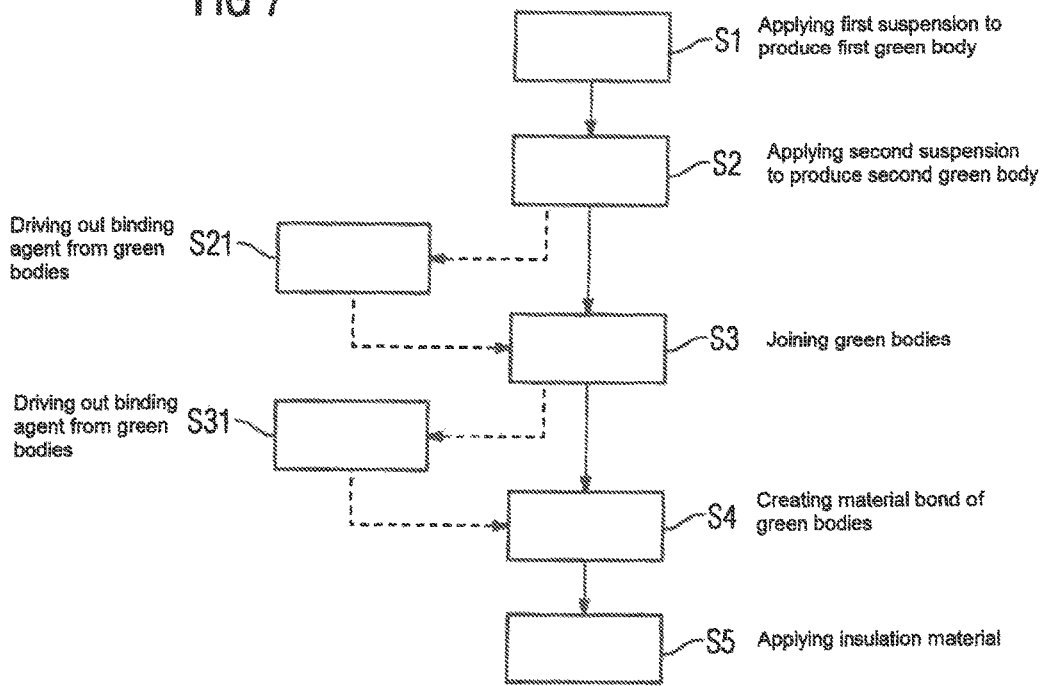 FIG 7
S1 Applying first suspension to
produce first green body
S2 Applying second suspension
to produce second green body
Driving out binding
agent from green
bodies
S21
S3 Joining green bodies
Driving out binding
agent from green
bodies
S31
S4 Creating material bond of
green bodies
S5 Applying insulation material